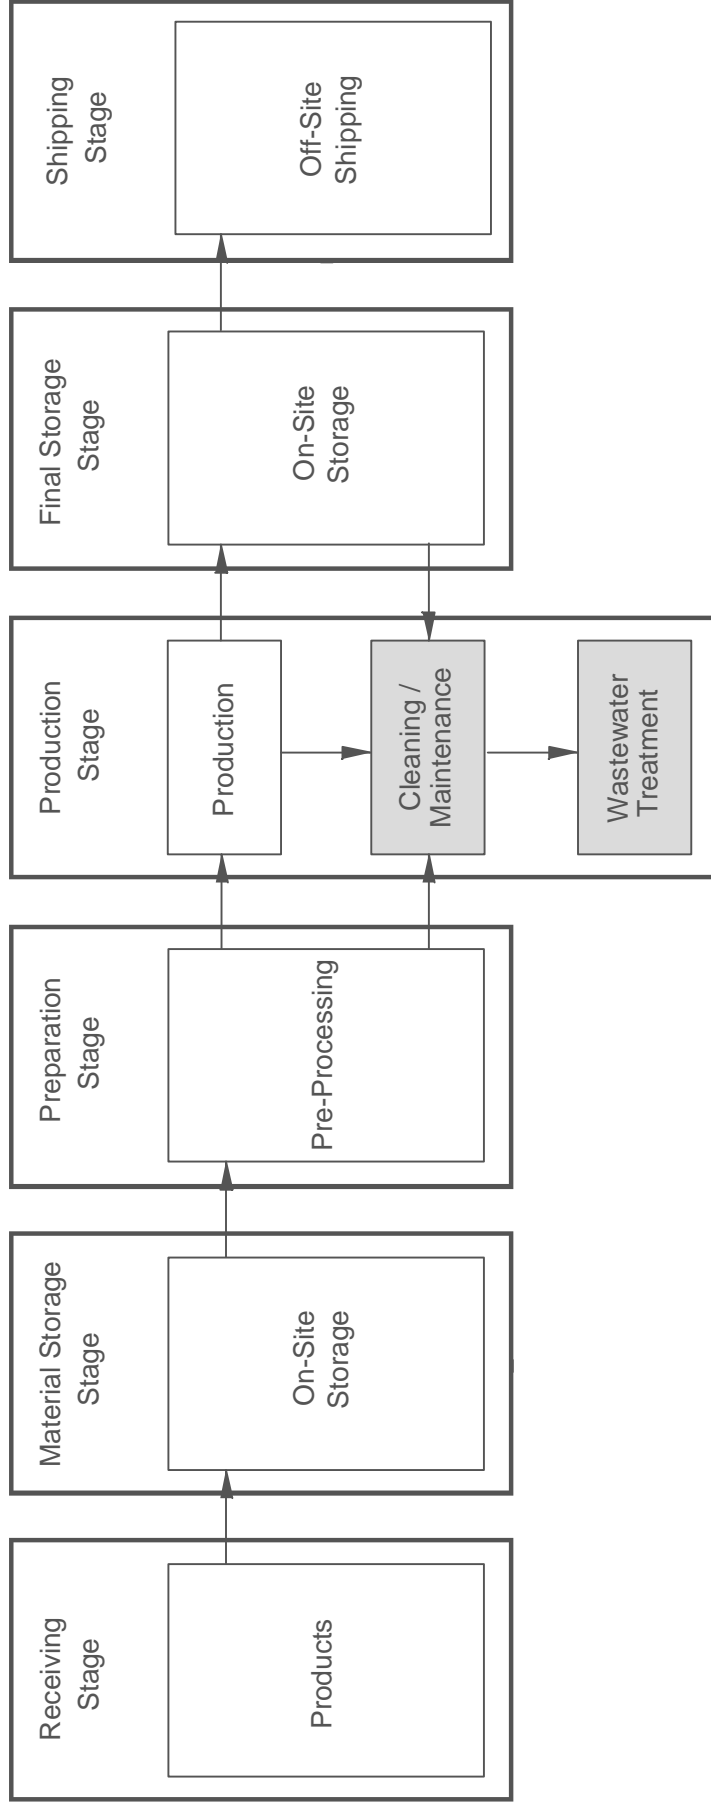 Receiving
Stage
Products
Material Storage
Stage
On-Site
Storage
Preparation
Stage
Pre-Processing
Production
Stage
Production
Cleaning /
Maintenance
Wastewater
Treatment
Final Storage
Stage
On-Site
Storage
Shipping
Stage
Off-Site
Shipping